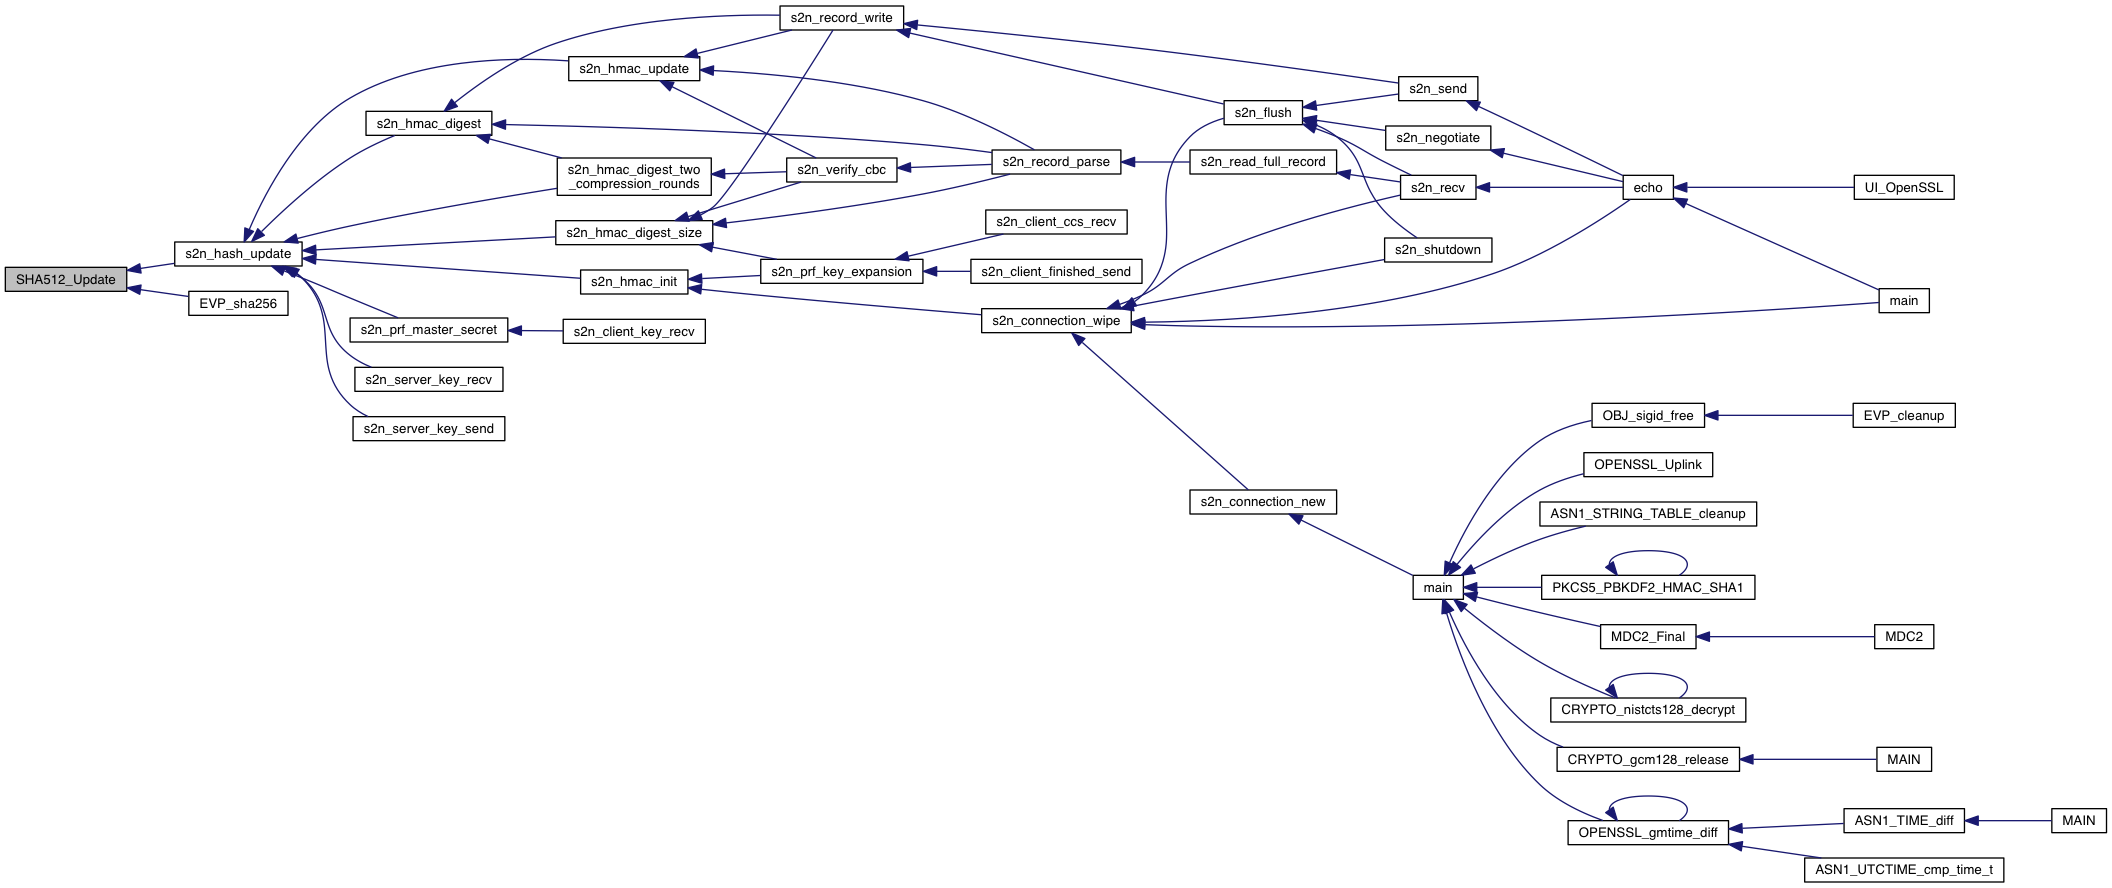 s2n_record_write
s2n_hmac_update
s2n_send
s2n_flush
s2n_hmac_digest
s2n_negotiate
s2n_record_parse
s2n_read_full_record
s2n_hmac_digest_two
_compression_rounds
s2n_verify_cbc
s2n_recv
echo
UI_OpenSSL
s2n_client_ccs_recv
s2n_hmac_digest_size
s2n_shutdown
s2n_hash_update
s2n_prf_key_expansion
s2n_client_finished_send
SHA512_Update
s2n_hmac_init
EVP_sha256
main
s2n_connection_wipe
s2n_prf_master_secret
s2n_client_key_recv
s2n_server_key_recv
OBJ_sigid_free
EVP_cleanup
s2n_server_key_send
OPENSSL_Uplink
s2n_connection_new
ASN1_STRING_TABLE_cleanup
main
PKCS5_PBKDF2_HMAC_SHA1
MDC2_Final
MDC2
CRYPTO_nistcts128_decrypt
CRYPTO_gcm128_release
MAIN
ASN1_TIME_diff
MAIN
OPENSSL_gmtime_diff
ASN1_UTCTIME_cmp_time_t